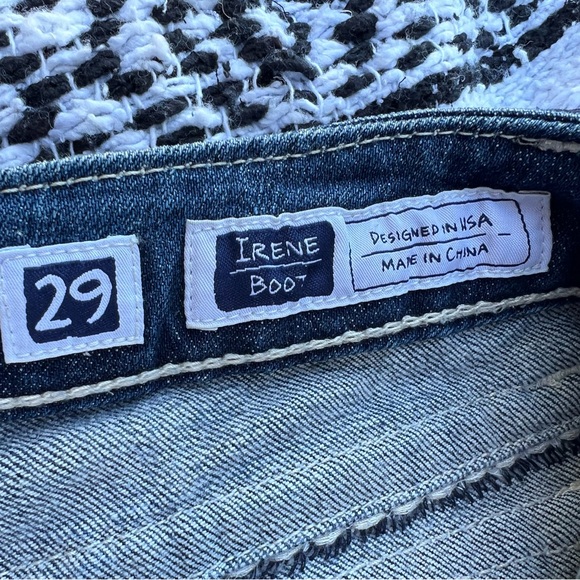 29
IRENE
BOOT
DESIGNED IN USA
MADE IN CHINA